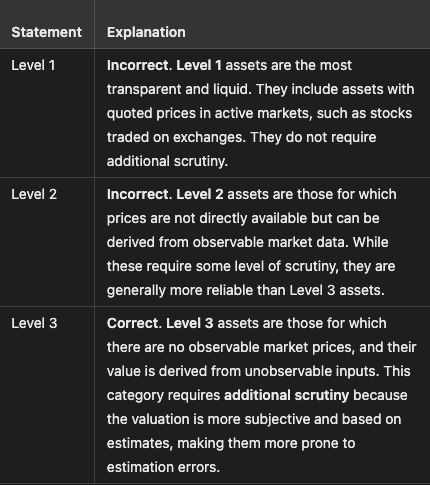 Statement Explanation
Level 1 Incorrect. Level 1 assets are the most
transparent and liquid. They include assets with
quoted prices in active markets, such as stocks
traded on exchanges. They do not require
additional scrutiny.
Level 2 Incorrect. Level 2 assets are those for which
prices are not directly available but can be
derived from observable market data. While
these require some level of scrutiny, they are
generally more reliable than Level 3 assets.
Level 3 Correct. Level 3 assets are those for which
there are no observable market prices, and their
value is derived from unobservable inputs. This
category requires additional scrutiny because
the valuation is more subjective and based on
estimates, making them more prone to
estimation errors.